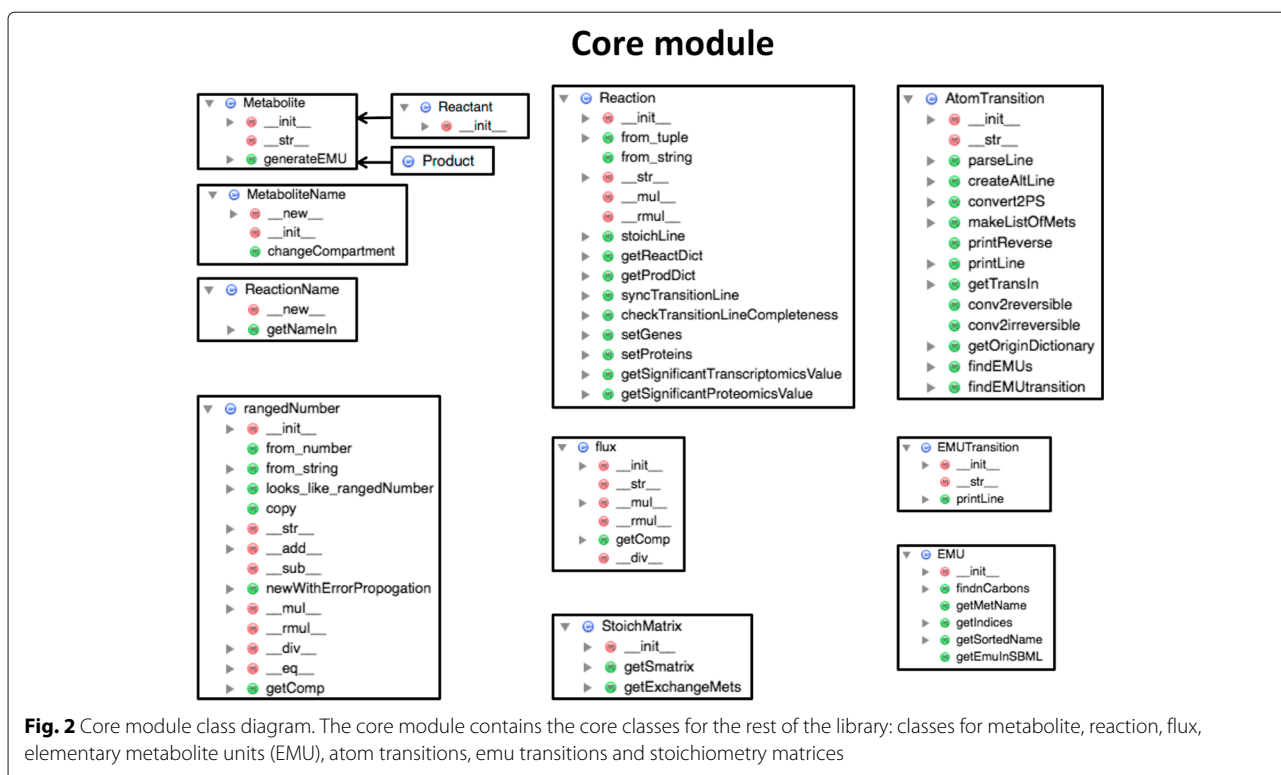 Core module
Metabolite
__init__
__str__
generateEMU
Reactant
__init__
Product
MetaboliteName
__new__
__init__
changeCompartment
ReactionName
__new__
getNameIn
rangedNumber
__init__
from_number
from_string
looks_like_rangedNumber
copy
__str__
__add__
__sub__
newWithErrorPropogation
__mul__
__rmul__
__div__
__eq__
getComp
Reaction
__init__
from_tuple
from_string
__str__
__mul__
__rmul__
stoichLine
getReactDict
getProdDict
syncTransitionLine
checkTransitionLineCompleteness
setGenes
setProteins
getSignificantTranscriptomicsValue
getSignificantProteomicsValue
flux
__init__
__str__
__mul__
__rmul__
getComp
__div__
StoichMatrix
__init__
getSmatrix
getExchangeMets
AtomTransition
__init__
__str__
parseLine
createAltLine
convert2PS
makeListOfMets
printReverse
printLine
getTransIn
conv2reversible
conv2irreversible
getOriginDictionary
findEMUs
findEMUtransition
EMUTransition
__init__
__str__
printLine
EMU
__init__
findnCarbons
getMetName
getIndices
getSortedName
getEmuInSBML
Fig. 2 Core module class diagram. The core module contains the core classes for the rest of the library: classes for metabolite, reaction, flux,
elementary metabolite units (EMU), atom transitions, emu transitions and stoichiometry matrices